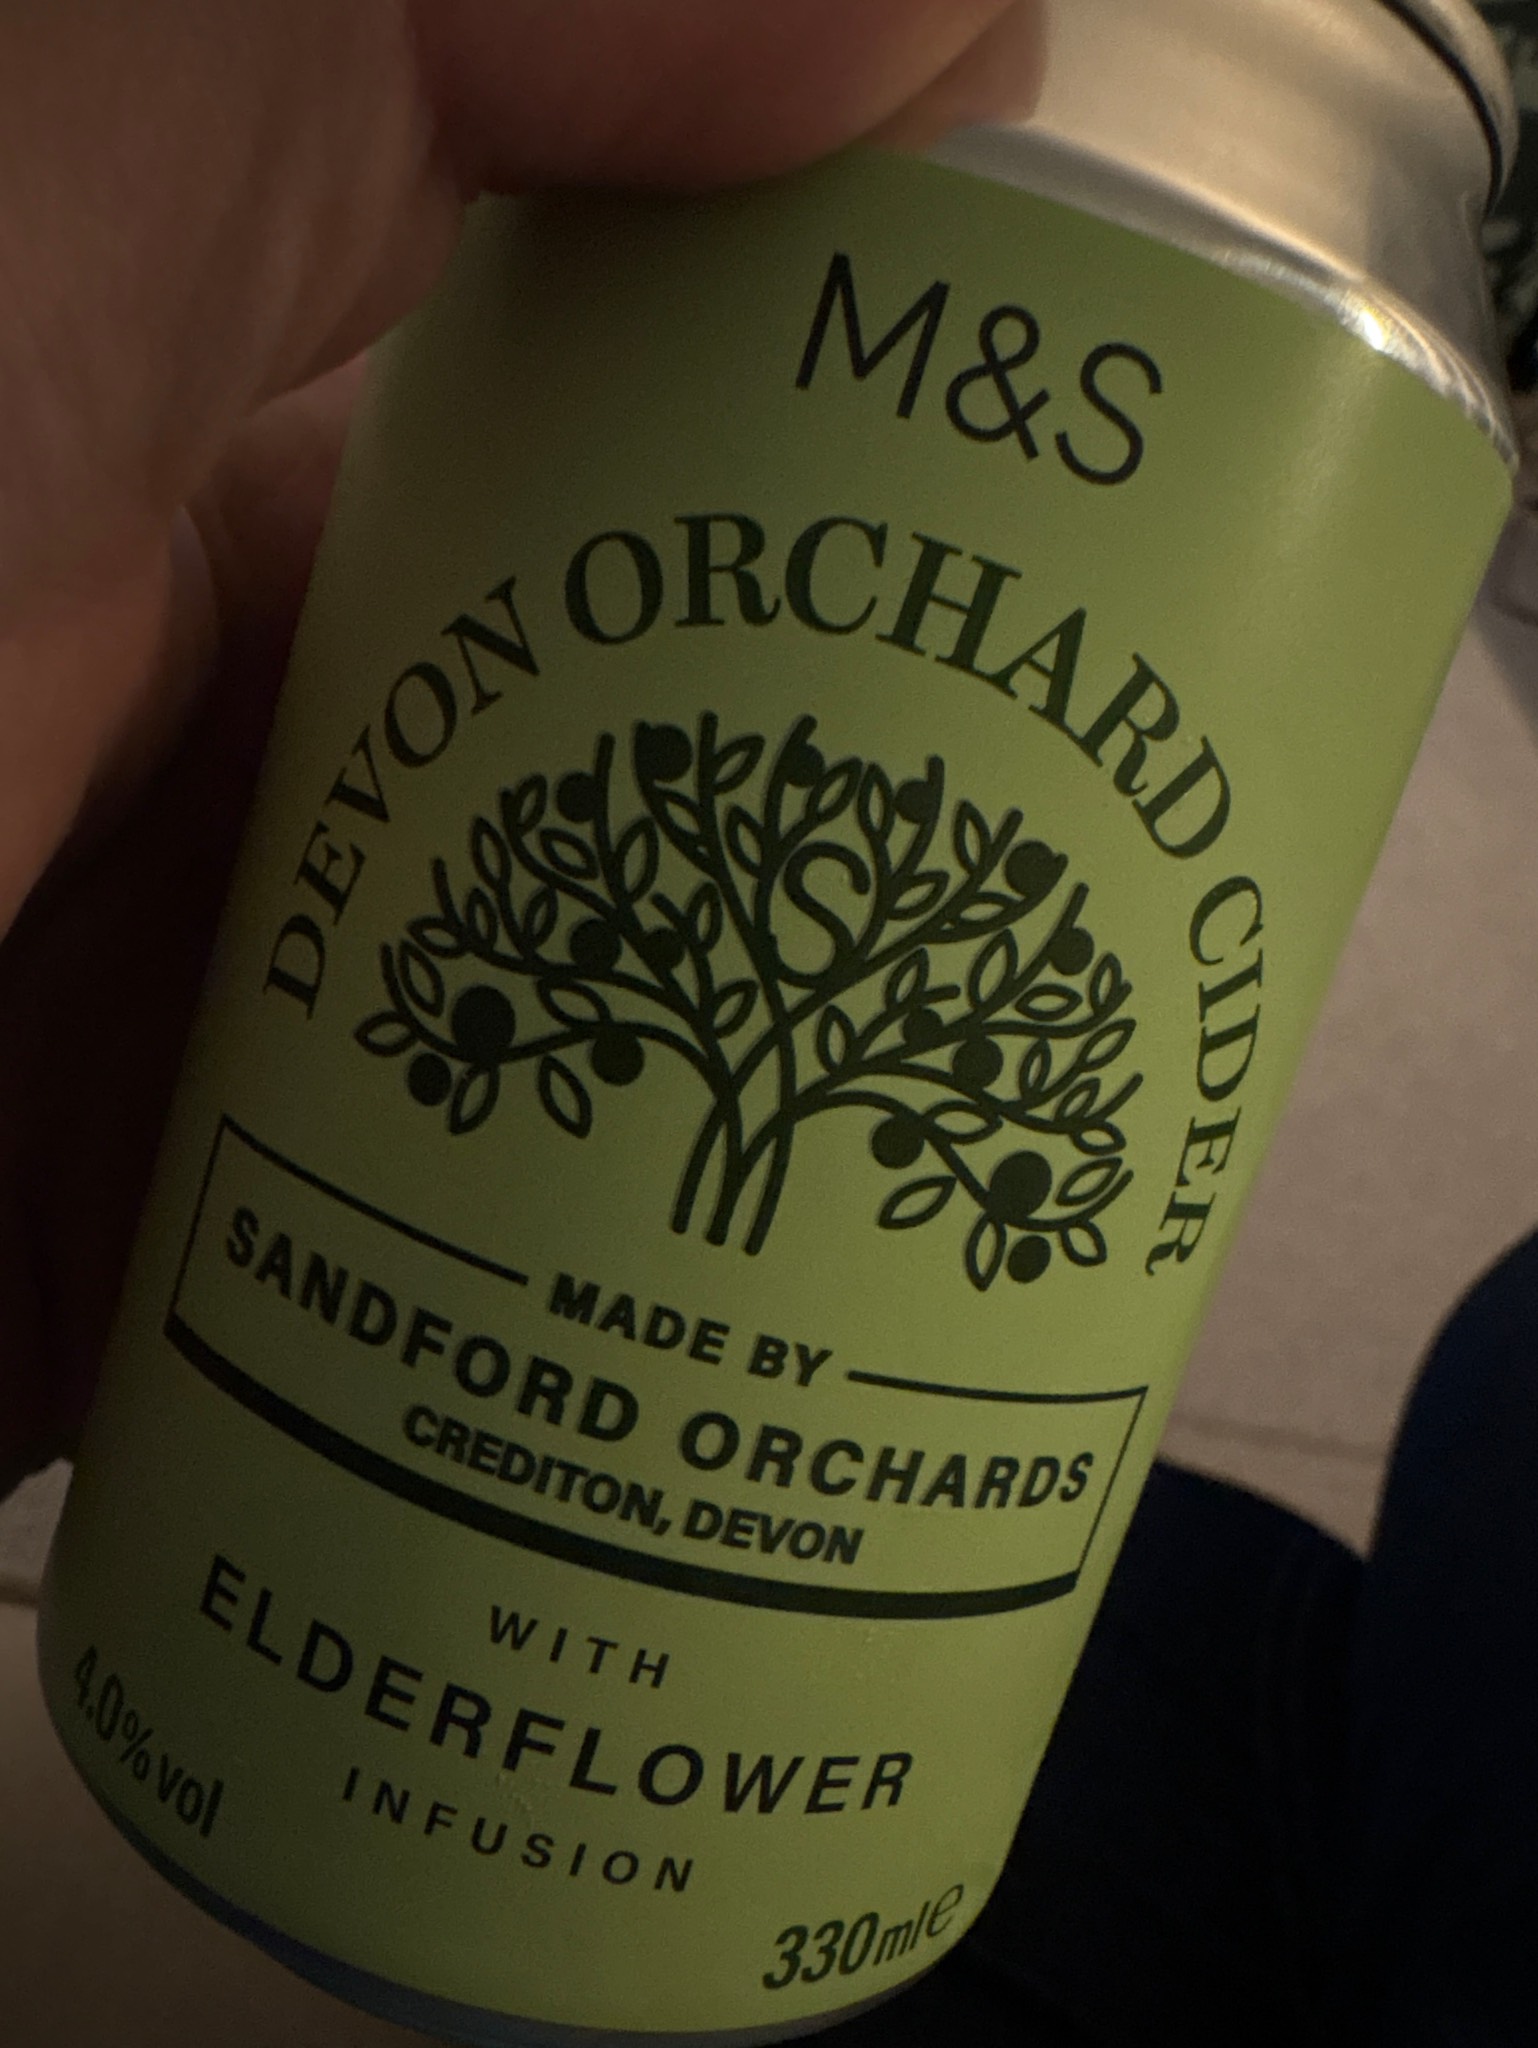 M&S
DEVON ORCHARD CIDER
S
MADE BY
SANDFORD ORCHARDS
CREDITON, DEVON
WITH
ELDERFLOWER
INFUSION
4.0%vol
330ml℮